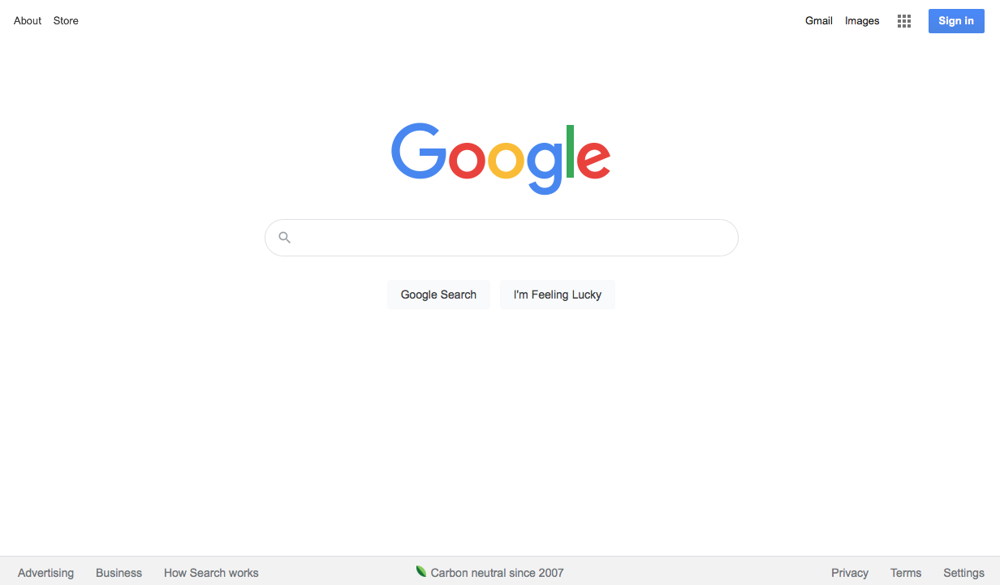 About Store Gmail Images Sign in
Google
Google Search I'm Feeling Lucky
Advertising Business How Search works Carbon neutral since 2007 Privacy Terms Settings